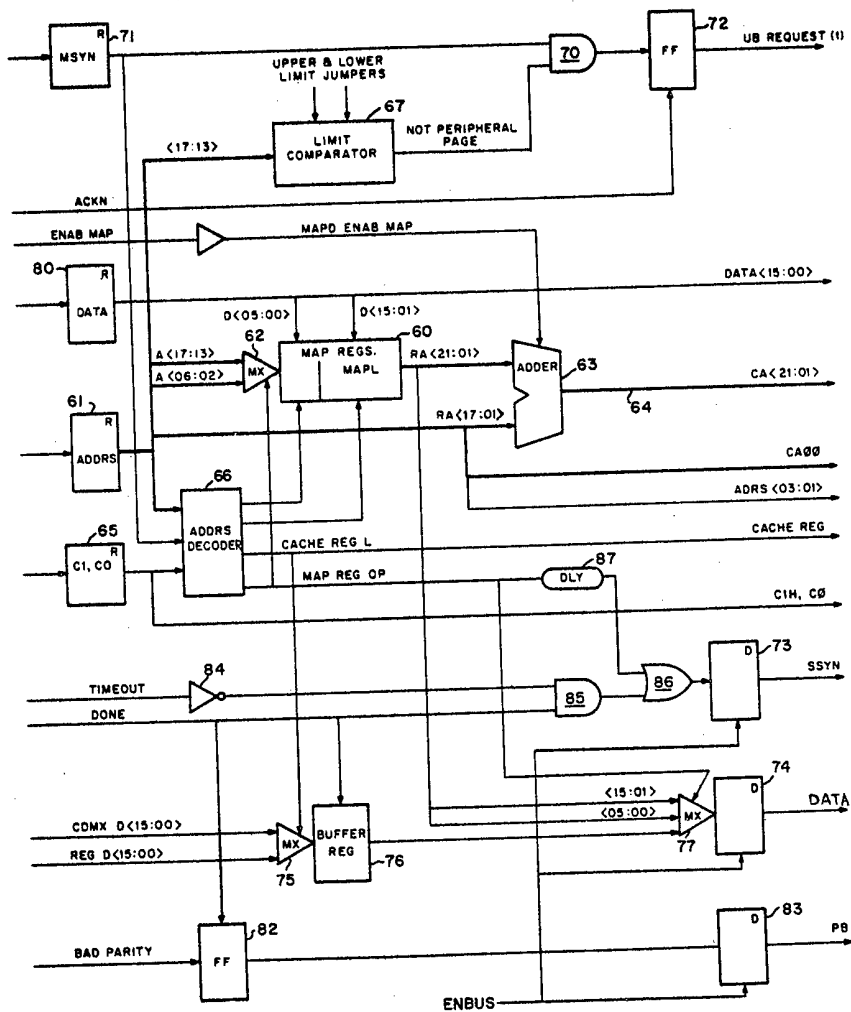 R
71
MSYN
UPPER & LOWER
LIMIT JUMPERS
70
72
FF
UB REQUEST (1)
67
<17:13>
LIMIT
COMPARATOR
NOT PERIPHERAL
PAGE
ACKN
ENAB MAP
MAPD ENAB MAP
80
R
DATA
DATA<15:00>
D<05:00>
D<15:01>
62
60
A<17:13>
A<06:02>
MX
MAP REGS.
MAPL
RA<21:01>
ADDER
63
CA<21:01>
64
61
R
ADDRS
RA<17:01>
66
CAØØ
ADRS<03:01>
65
R
C1, CO
ADDRS
DECODER
CACHE REG L
CACHE REG
MAP REG OP
87
DLY
C1H, CØ
84
TIMEOUT
DONE
85
86
D
73
SSYN
74
D
<15:01>
<05:00>
MX
77
DATA
CDMX D<15:00>
REG D<15:00>
MX
75
BUFFER
REG
76
82
BAD PARITY
FF
D
83
PB
ENBUS